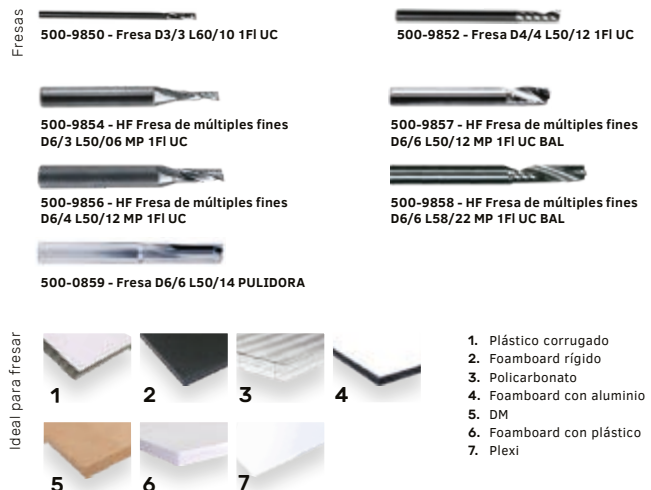 Fresas
500-9850 - Fresa D3/3 L60/10 1Fl UC
500-9852 - Fresa D4/4 L50/12 1Fl UC
500-9854 - HF Fresa de múltiples fines
D6/3 L50/06 MP 1Fl UC
500-9857 - HF Fresa de múltiples fines
D6/6 L50/12 MP 1Fl UC BAL
500-9856 - HF Fresa de múltiples fines
D6/4 L50/12 MP 1Fl UC
500-9858 - HF Fresa de múltiples fines
D6/6 L58/22 MP 1Fl UC BAL
500-0859 - Fresa D6/6 L50/14 PULIDORA
Ideal para fresar
1
2
3
4
5
6
7
1. Plástico corrugado
2. Foamboard rígido
3. Policarbonato
4. Foamboard con aluminio
5. DM
6. Foamboard con plástico
7. Plexi